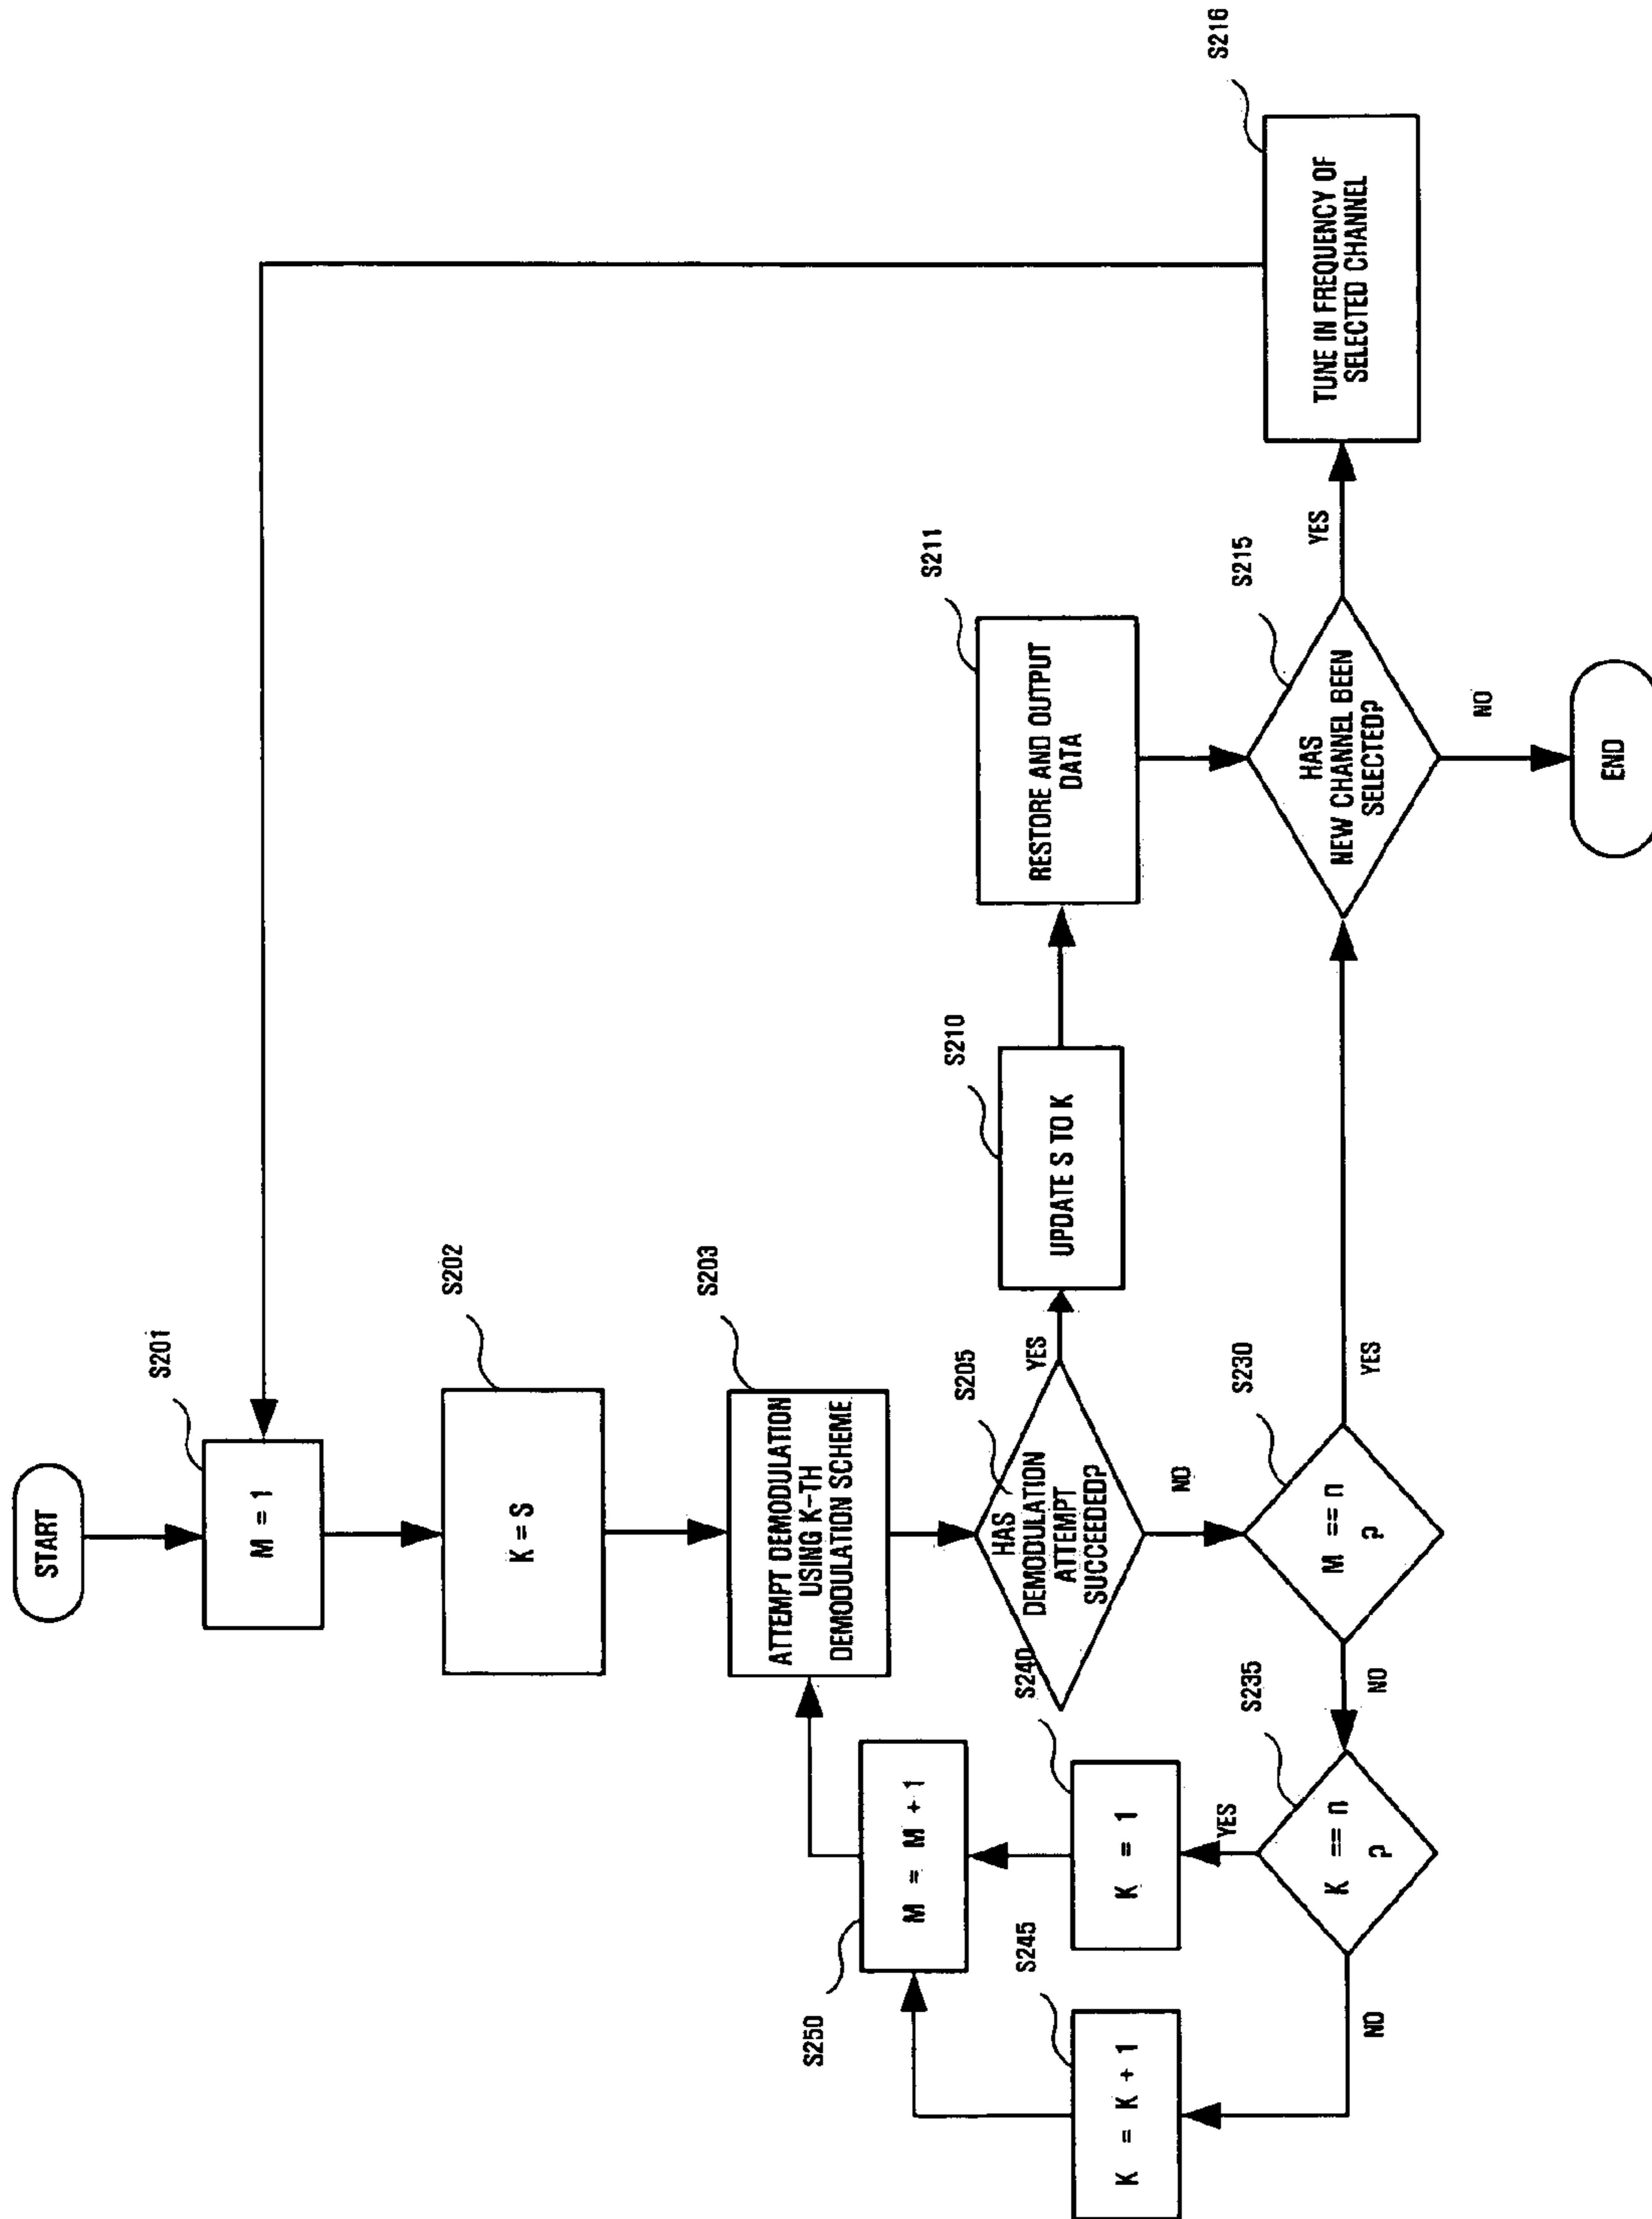 START
S201
M = 1
S202
K = S
S203
ATTEMPT DEMODULATION
USING K-TH
DEMODULATION SCHEME
S205
HAS
DEMODULATION
ATTEMPT
SUCCEEDED?
YES
NO
S210
UPDATE S TO K
S211
RESTORE AND OUTPUT
DATA
S215
HAS
NEW CHANNEL BEEN
SELECTED?
YES
NO
S216
TUNE IN FREQUENCY OF
SELECTED CHANNEL
END
S230
M == n
?
YES
NO
S235
K == n
?
YES
NO
S240
K = 1
S245
K = K + 1
S250
M = M + 1